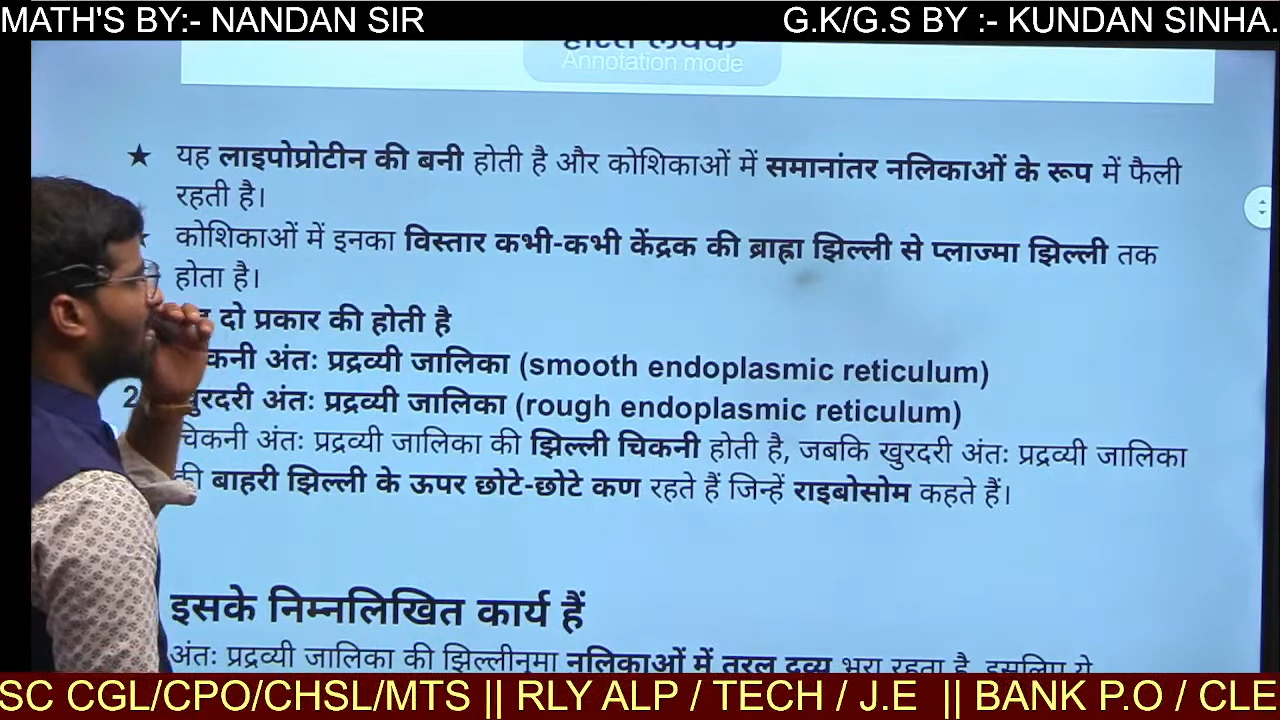 MATH'S BY:- NANDAN SIR G.K/G.S BY :- KUNDAN SINHA.
Annotation mode
★ यह लाइपोप्रोटीन की बनी होती है और कोशिकाओं में समानांतर नलिकाओं के रूप में फैली
रहती है।
कोशिकाओं में इनका विस्तार कभी-कभी केंद्रक की ब्राह्रा झिल्ली से प्लाज्मा झिल्ली तक
होता है।
दो प्रकार की होती है
अंतः प्रद्रव्यी जालिका (smooth endoplasmic reticulum)
2 अंतः प्रद्रव्यी जालिका (rough endoplasmic reticulum)
चिकनी अंतः प्रद्रव्यी जालिका की झिल्ली चिकनी होती है, जबकि खुरदरी अंतः प्रद्रव्यी जालिका
की बाहरी झिल्ली के ऊपर छोटे-छोटे कण रहते हैं जिन्हें राइबोसोम कहते हैं।
इसके निम्नलिखित कार्य हैं
अंतः प्रद्रव्यी जालिका की झिल्लीनुमा नलिकाओं में तरल द्रव्य भरा रहता है, इसलिए ये
SC CGL/CPO/CHSL/MTS || RLY ALP / TECH / J.E || BANK P.O / CLE